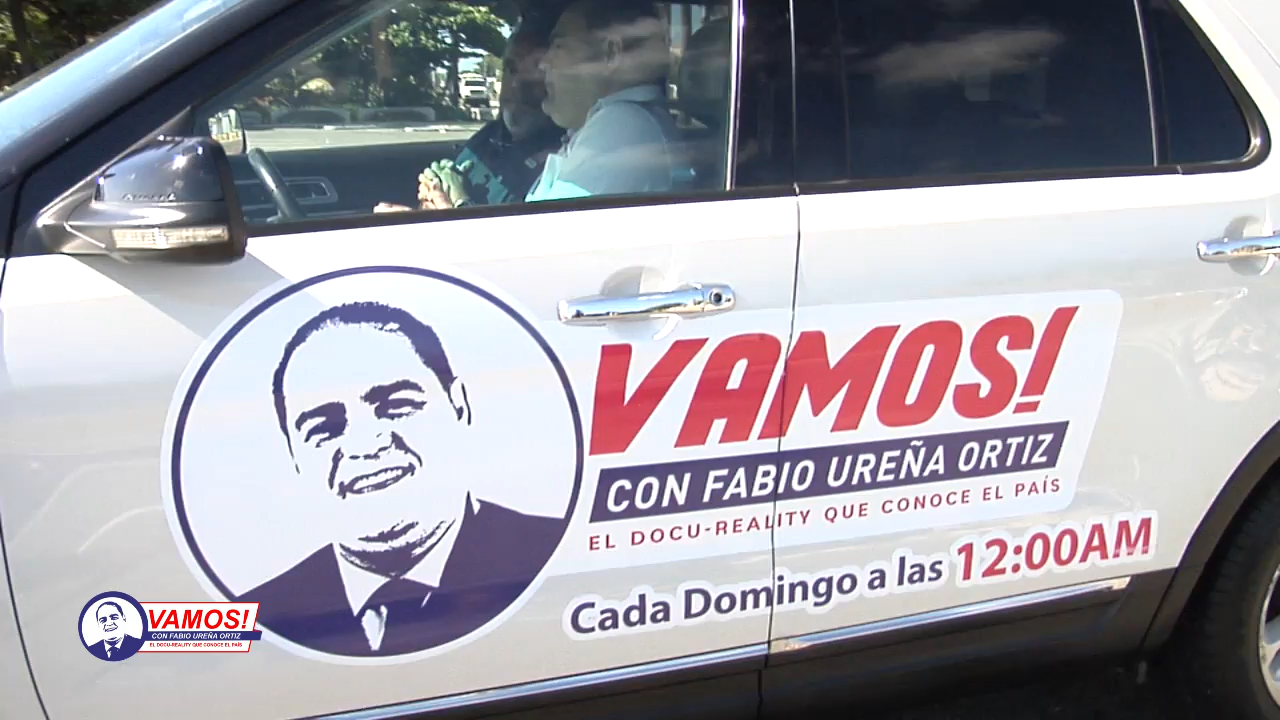 VAMOS!
CON FABIO UREÑA ORTIZ
EL DOCU-REALITY QUE CONOCE EL PAÍS
Cada Domingo a las 12:00AM
VAMOS!
CON FABIO UREÑA ORTIZ
EL DOCU-REALITY QUE CONOCE EL PAÍS